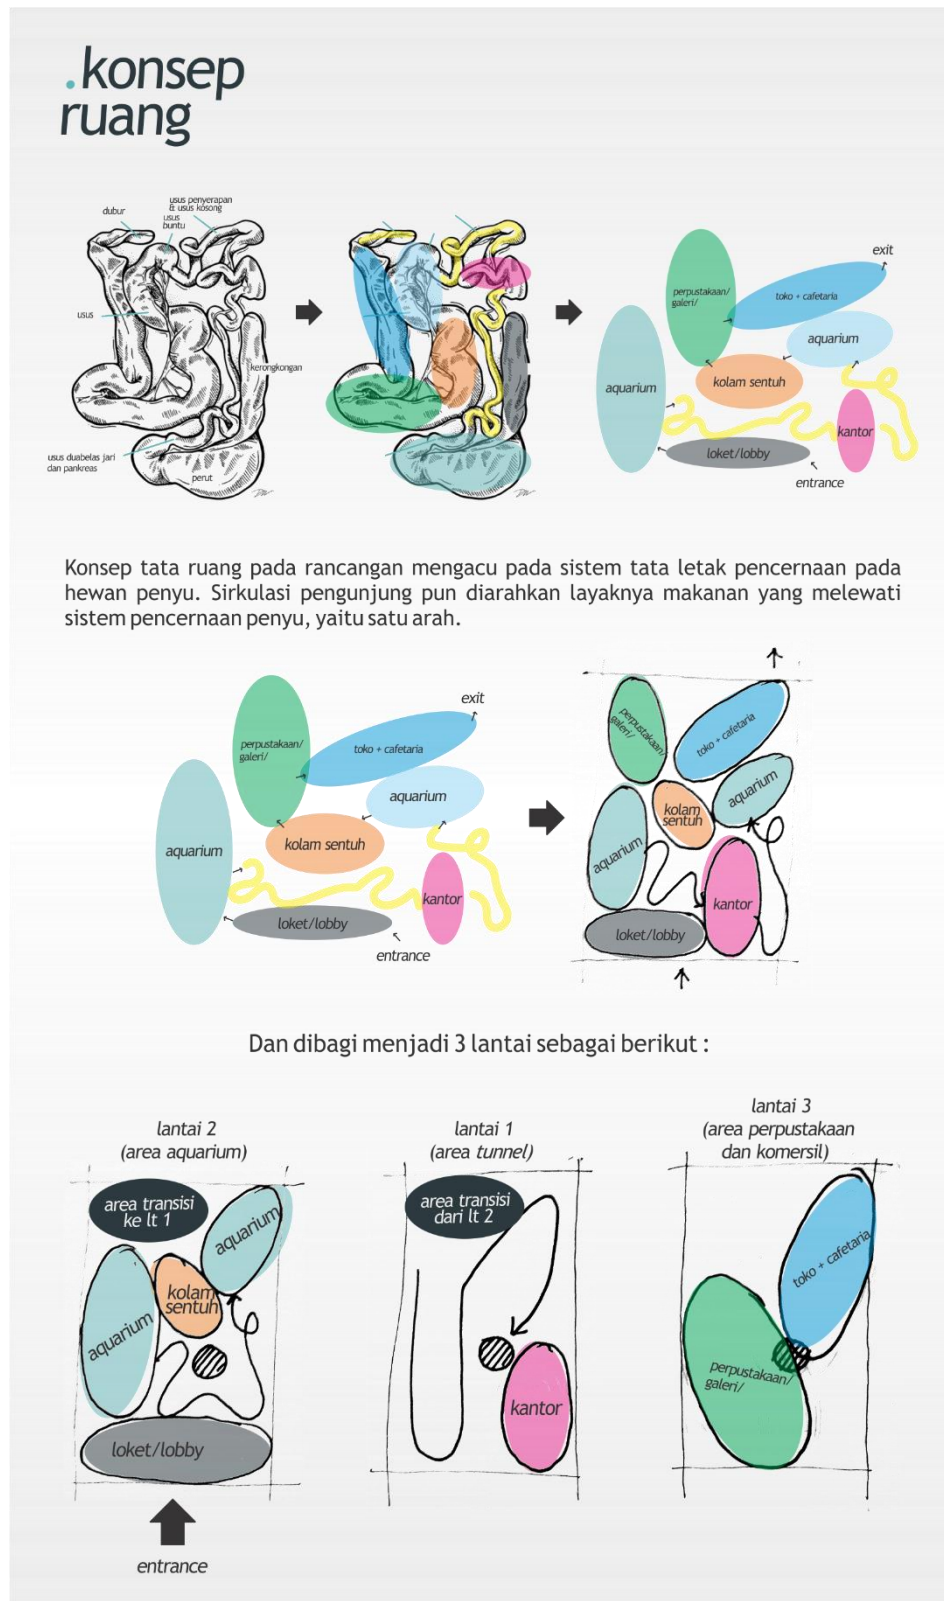 .konsep
ruang
dubur
usus penyerapan
& usus kosong
usus
buntu
usus
kerongkongan
usus duabelas jari
dan pankreas
perut
exit
perpustakaan/
galeri/
toko + cafetaria
aquarium
aquarium
kolam sentuh
kantor
loket/lobby
entrance
Konsep tata ruang pada rancangan mengacu pada sistem tata letak pencernaan pada
hewan penyu. Sirkulasi pengunjung pun diarahkan layaknya makanan yang melewati
sistem pencernaan penyu, yaitu satu arah.
exit
perpustakaan/
galeri/
toko + cafetaria
aquarium
aquarium
kolam sentuh
kantor
loket/lobby
entrance
perpustakaan/
galeri/
toko + cafetaria
aquarium
kolam
sentuh
aquarium
kantor
loket/lobby
Dan dibagi menjadi 3 lantai sebagai berikut :
lantai 2
(area aquarium)
area transisi
ke lt 1
aquarium
kolam
sentuh
aquarium
loket/lobby
entrance
lantai 1
(area tunnel)
area transisi
dari lt 2
kantor
lantai 3
(area perpustakaan
dan komersil)
toko + cafetaria
perpustakaan/
galeri/